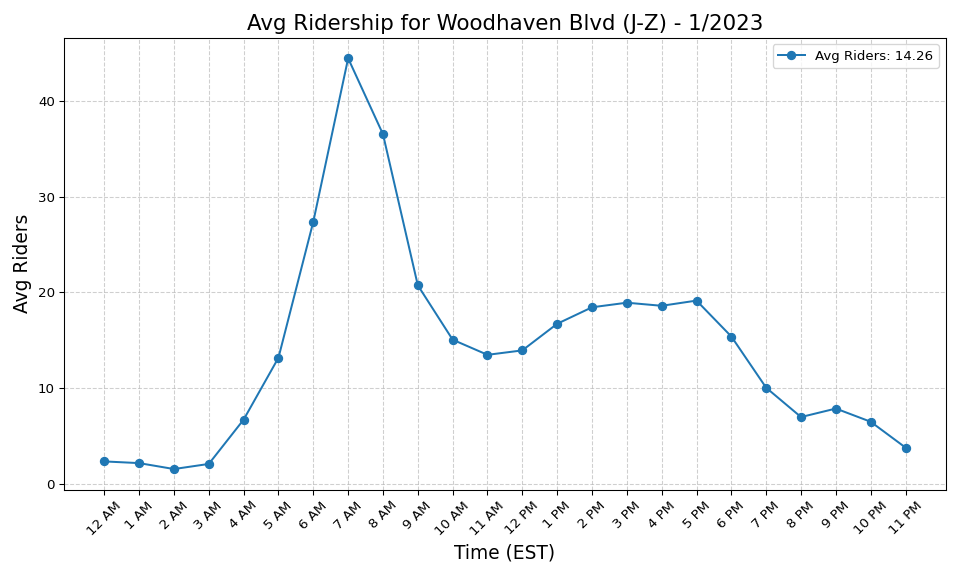 Avg Ridership for Woodhaven Blvd (J-Z) - 1/2023
Avg Riders: 14.26
Avg Riders
40
30
20
10
0
12 AM
1 AM
2 AM
3 AM
4 AM
5 AM
6 AM
7 AM
8 AM
9 AM
10 AM
11 AM
12 PM
1 PM
2 PM
3 PM
4 PM
5 PM
6 PM
7 PM
8 PM
9 PM
10 PM
11 PM
Time (EST)